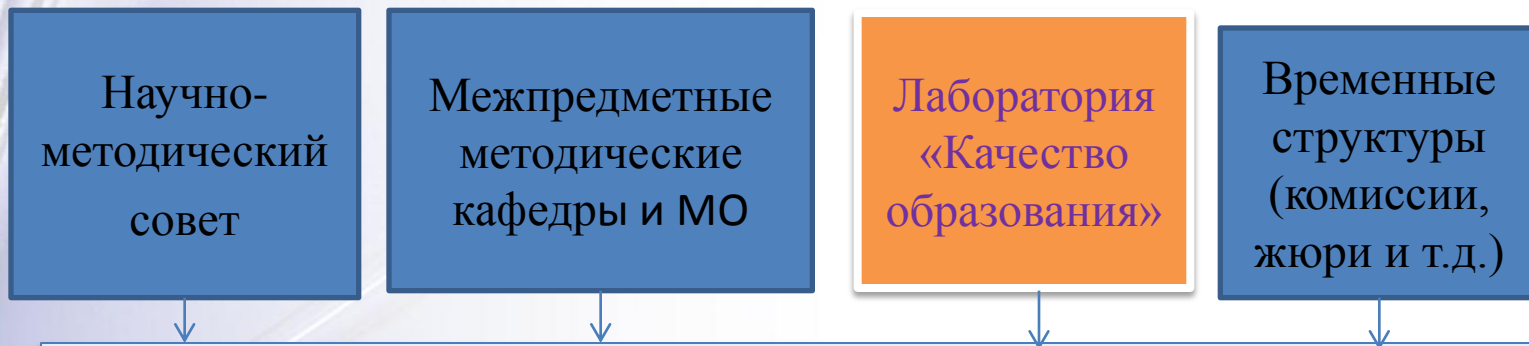 Научно-
методический
совет
Межпредметные
методические
кафедры и МО
Лаборатория
«Качество
образования»
Временные
структуры
(комиссии,
жюри и т.д.)